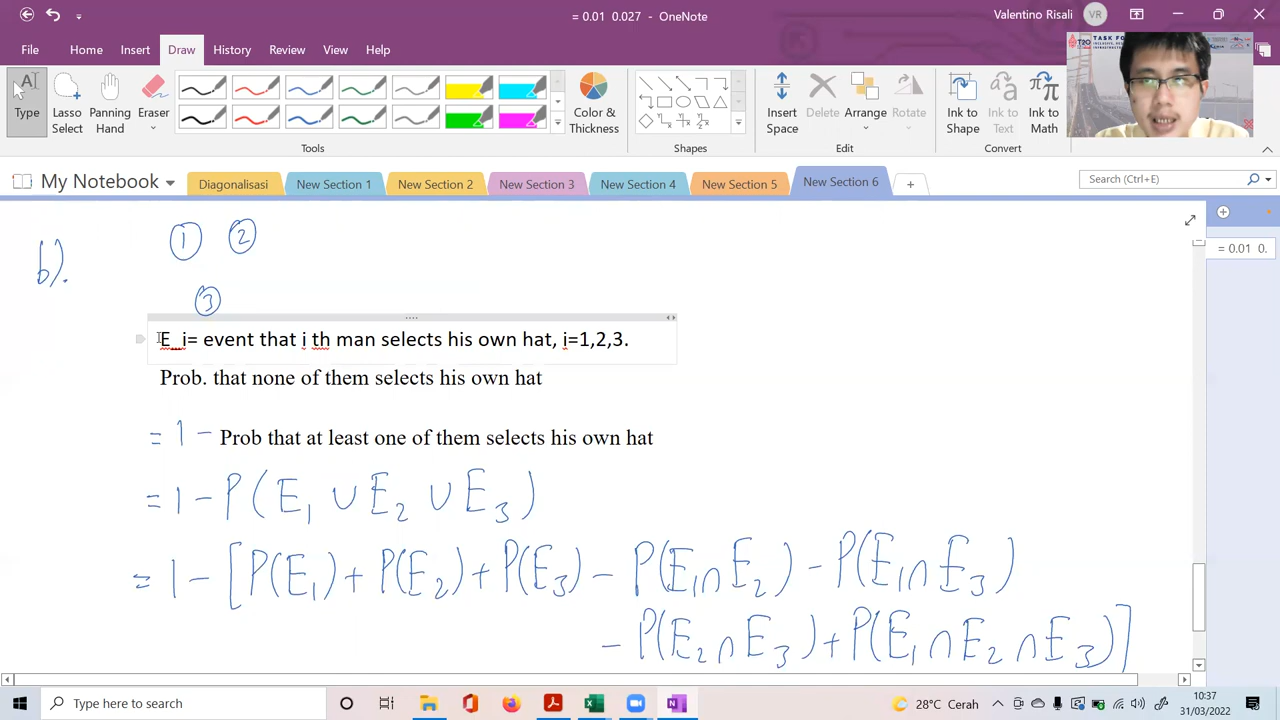 = 0.01 0.027 - OneNote
Valentino Risali VR
File Home Insert Draw History Review View Help
Type
Lasso Select
Panning Hand
Eraser
Color & Thickness
Insert Space
Delete
Arrange
Rotate
Ink to Shape
Ink to Text
Ink to Math
Tools
Shapes
Edit
Convert
My Notebook
Diagonalisasi New Section 1 New Section 2 New Section 3 New Section 4 New Section 5 New Section 6
Search (Ctrl+E)
= 0.01 0.
b).
1 2
3
E_i= event that i th man selects his own hat, i=1,2,3.
Prob. that none of them selects his own hat
= 1 - Prob that at least one of them selects his own hat
= 1 - P(E₁ ∪ E₂ ∪ E₃)
= 1 - [P(E₁) + P(E₂) + P(E₃) - P(E₁∩E₂) - P(E₁∩E₃)
- P(E₂∩E₃) + P(E₁∩E₂∩E₃)]
Type here to search
28°C Cerah
10:37
31/03/2022